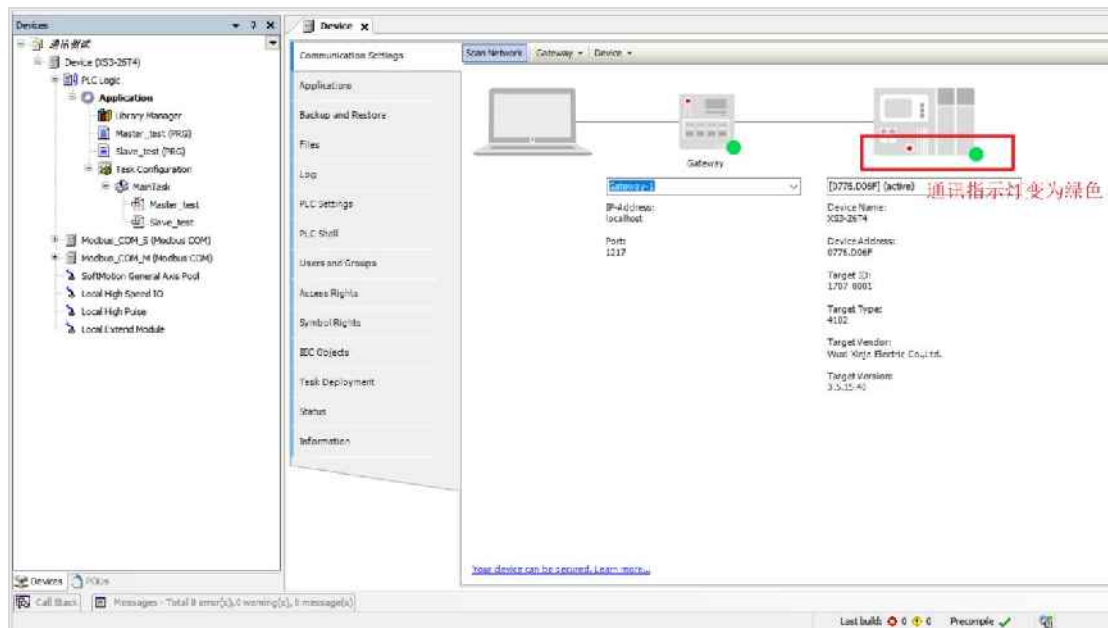 Devices
Device
通讯测试
Device (XS3-26T4)
PLC Logic
Application
Library Manager
Master_test (PRG)
Slave_test (PRG)
Task Configuration
MainTask
Master_test
Slave_test
Modbus_COM_S (Modbus COM)
Modbus_COM_M (Modbus COM)
SoftMotion General Axis Pool
Local High Speed IO
Local High Pulse
Local Extend Module
Communication Settings
Applications
Backup and Restore
Files
Log
PLC Settings
PLC Shell
Users and Groups
Access Rights
Symbol Rights
IEC Objects
Task Deployment
Status
Information
Scan Network Gateway Device
Gateway
Gateway-1
IP-Address:
localhost
Port:
1217
[0776.D06F] (active)
通讯指示灯变为绿色
Device Name:
XS3-26T4
Device Address:
0776.D06F
Target ID:
1707 0001
Target Type:
4102
Target Vendor:
Wuxi Xinje Electric Co.,Ltd.
Target Version:
3.5.15.40
Your device can be secured. Learn more...
Devices POUs
Call Stack Messages - Total 0 error(s), 0 warning(s), 0 message(s)
Last build: 0 0 Precompile